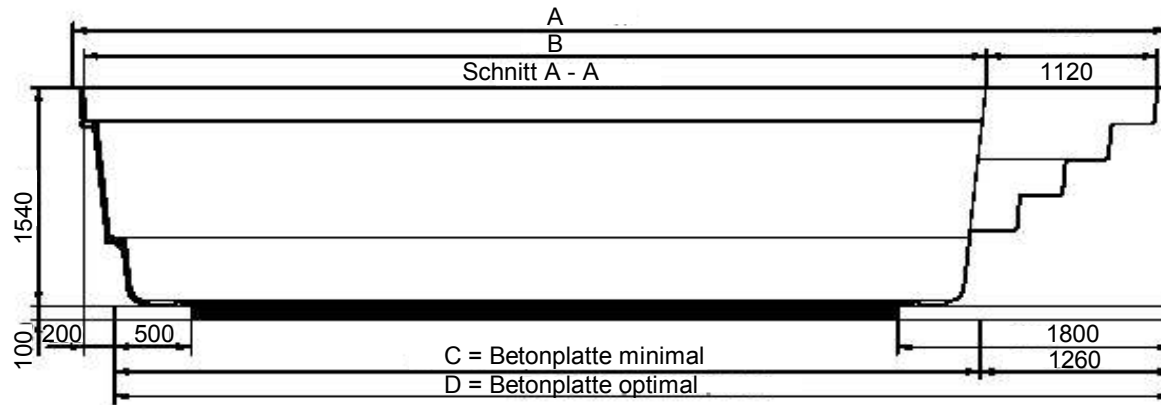 A
B
Schnitt A - A
1120
1540
100
200
500
1800
C = Betonplatte minimal
1260
D = Betonplatte optimal